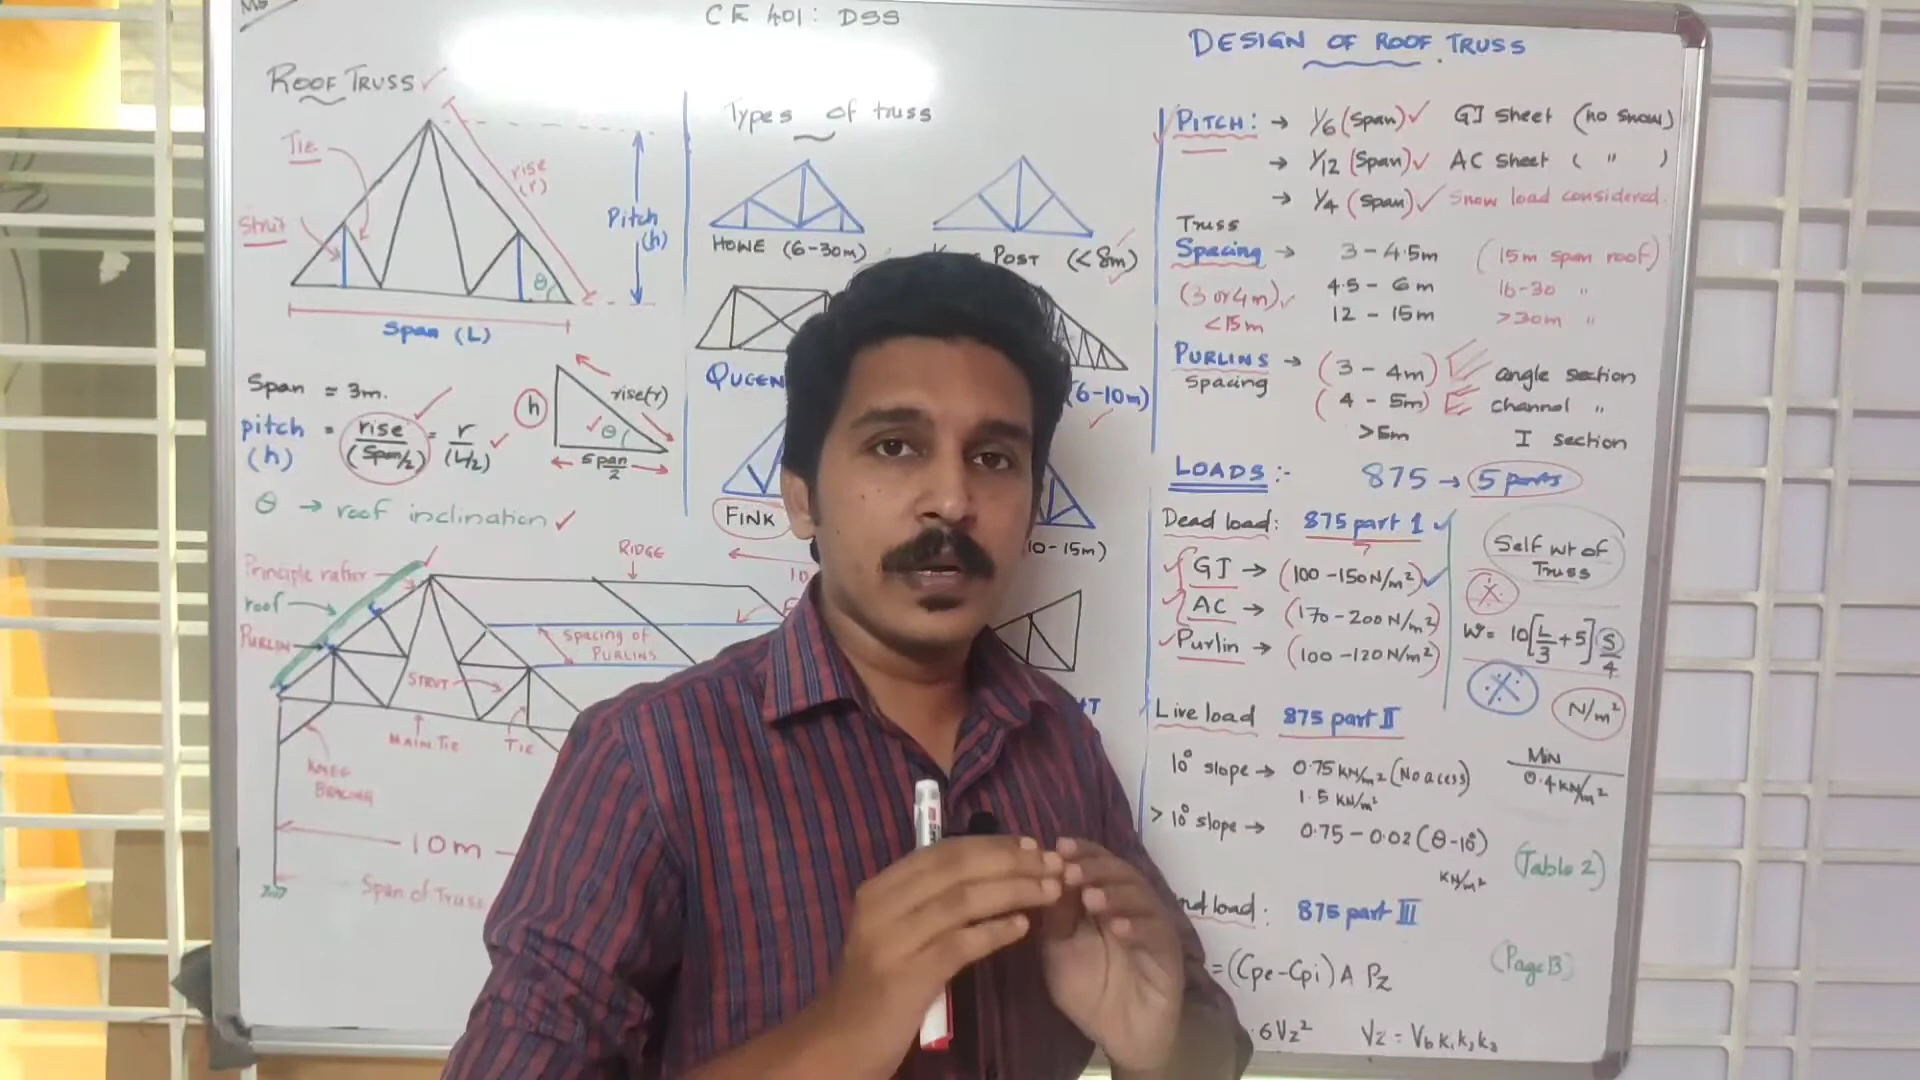 MS
CE 401: DSS
ROOF TRUSS
Tie
Strut
rise
(r)
Pitch
(h)
θ
Span (L)
Span = 3m.
pitch = rise/(Span/2) = r/(L/2)
(h)
h
rise(r)
θ
span/2
θ → roof inclination
Principle rafter
roof
PURLIN
RIDGE
Spacing of
PURLINS
STRUT
MAIN TIE
TIE
KNEE
BRACING
10m
Span of Truss
Types of truss
HOWE (6-30m)
POST (<8m)
(6-10m)
FINK
10-15m)
10
DESIGN OF ROOF TRUSS
PITCH: → 1/6 (Span) GI Sheet (no snow)
→ 1/12 (Span) AC Sheet ( " )
→ 1/4 (Span) Snow load considered.
Truss
Spacing → 3 - 4.5m (15m span roof)
(3 or 4m) 4.5 - 6m 16-30 "
<15m 12 - 15m >30m "
PURLINS → (3 - 4m) angle section
Spacing (4 - 5m) channel "
>5m I section
LOADS:- 875 → 5 parts
Dead load: 875 part 1
GI → (100-150N/m²)
AC → (170-200N/m²)
Purlin → (100-120N/m²)
Self wt of
Truss
W = 10[L/3+5] S/4
N/m²
Live load 875 part II
10° slope → 0.75 KN/m² (No acess)
1.5 KN/m²
Min
0.4 KN/m²
> 10° slope → 0.75 - 0.02 (θ-10°)
KN/m²
(Table 2)
nd load: 875 part III
= (Cpe-Cpi) A Pz
(Page 13)
.6Vz² Vz = Vb k₁ k₂ k₃